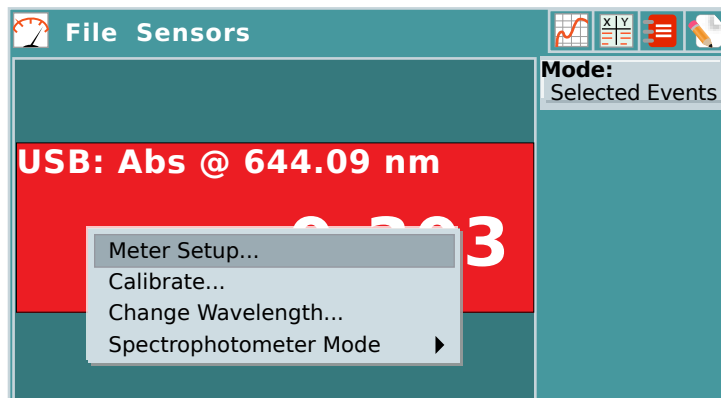 File Sensors
X Y
Mode:
Selected Events
USB: Abs @ 644.09 nm
Meter Setup...
Calibrate...
Change Wavelength...
Spectrophotometer Mode